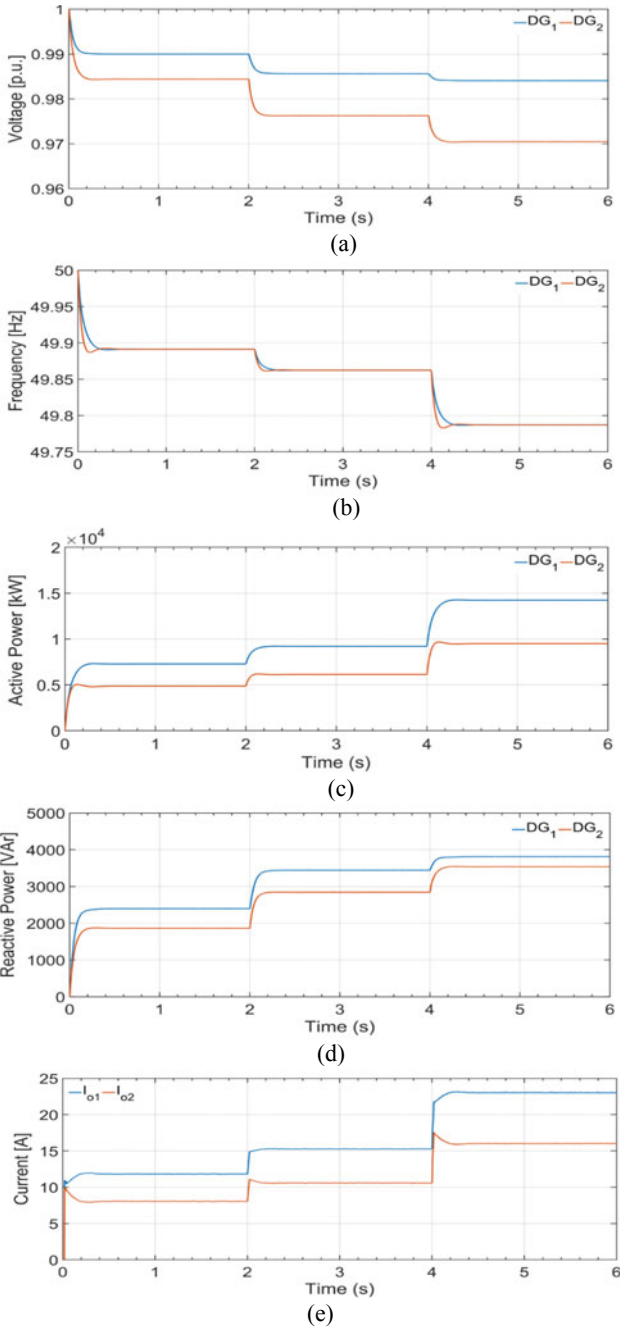 1
DG1 DG2
0.99
0.98
0.97
0.96
Voltage [p.u.]
0 1 2 3 4 5 6
Time (s)
(a)
50
DG1 DG2
49.95
49.9
49.85
49.8
49.75
Frequency [Hz]
0 1 2 3 4 5 6
Time (s)
(b)
×10^4
2
DG1 DG2
1.5
1
0.5
0
Active Power [kW]
0 1 2 3 4 5 6
Time (s)
(c)
5000
DG1 DG2
4000
3000
2000
1000
0
Reactive Power [VAr]
0 1 2 3 4 5 6
Time (s)
(d)
25
Io1 Io2
20
15
10
5
0
Current [A]
0 1 2 3 4 5 6
Time (s)
(e)